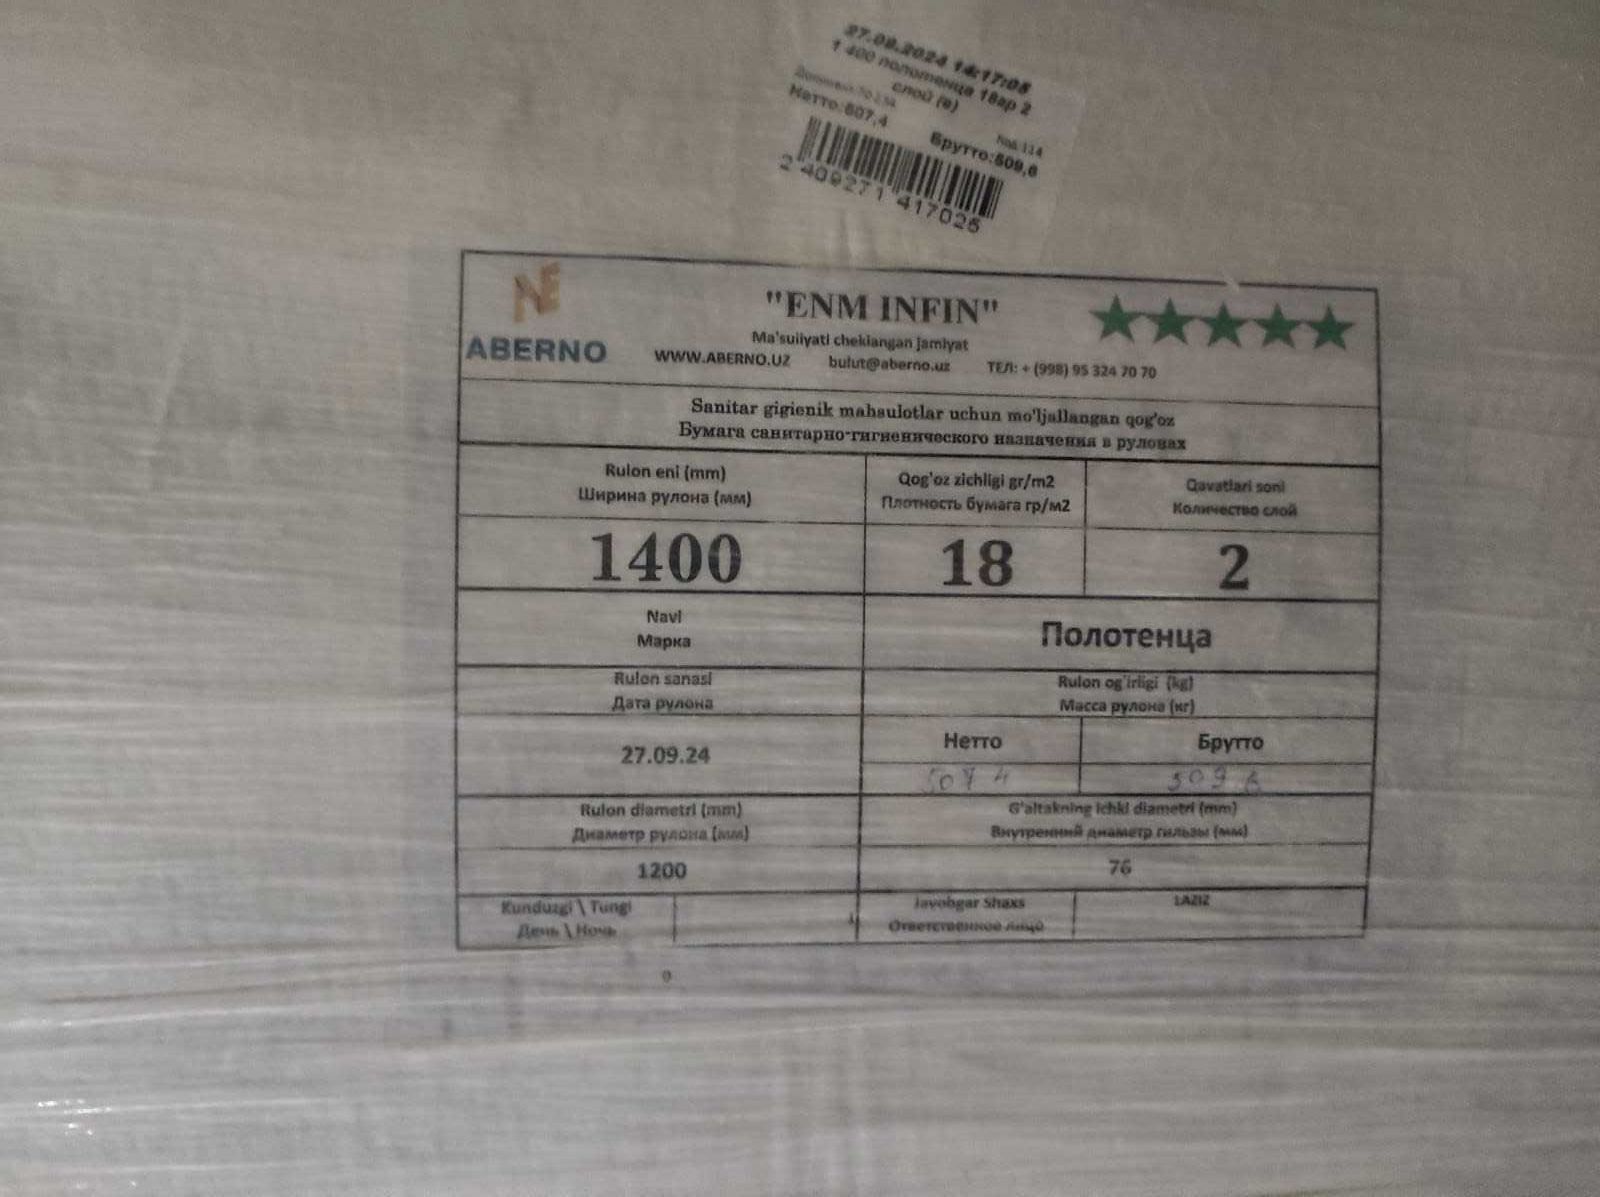 27.09.2024 14:17:05
1 400 полотенца 18гр 2
слой (в)
Нетто:507,4
Код 114
Брутто:509,6
2 409271 417026
ABERNO
"ENM INFIN"
Ma'suliyati cheklangan jamiyat
WWW.ABERNO.UZ bulut@aberno.uz ТЕЛ: + (998) 95 324 70 70
Sanitar gigienik mahsulotlar uchun mo'ljallangan qog'oz
Бумага санитарно-гигиенического назначения в рулонах
Rulon eni (mm)
Ширина рулона (мм)
Qog'oz zichligi gr/m2
Плотность бумага гр/м2
Qavatlari soni
Количество слой
1400
18
2
Navi
Марка
Полотенца
Rulon sanasi
Дата рулона
Rulon og'irligi (kg)
Масса рулона (кг)
27.09.24
Нетто
Брутто
507 4
509 6
Rulon diametri (mm)
Диаметр рулона (мм)
G'altakning ichki diametri (mm)
Внутренний диаметр гильзы (мм)
1200
76
Kunduzgi \ Tungi
День \ Ночь
Javobgar Shaxs
Ответственное лицо
LAZIZ